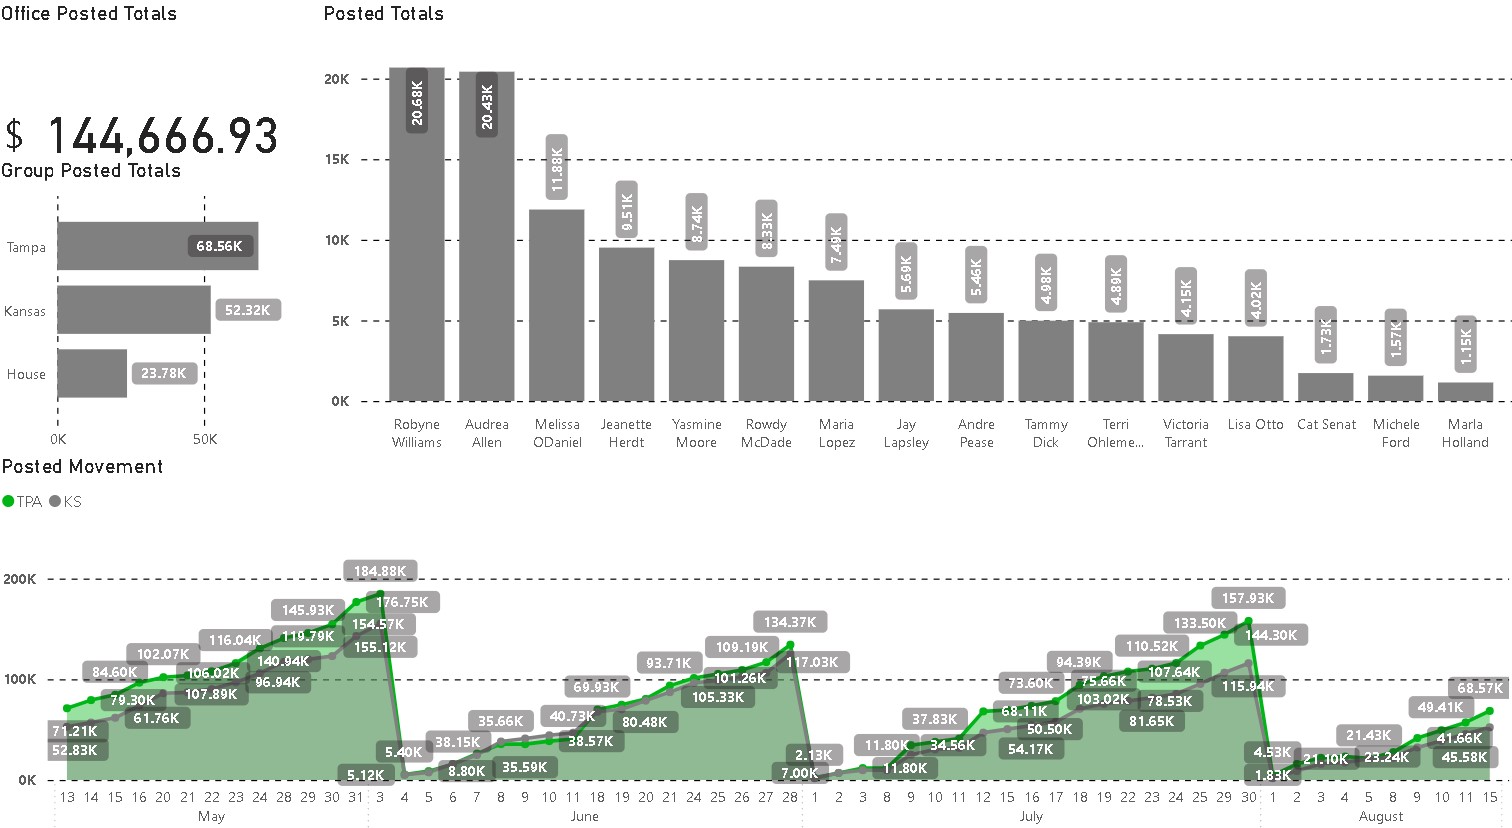 Office Posted Totals
$ 144,666.93
Group Posted Totals
Tampa 68.56K
Kansas 52.32K
House 23.78K
0K 50K
Posted Totals
20K
15K
10K
5K
0K
20.68K 20.43K 11.88K 9.51K 8.74K 8.33K 7.49K 5.69K 5.46K 4.98K 4.89K 4.15K 4.02K 1.73K 1.57K 1.15K
Robyne Audrea Melissa Jeanette Yasmine Rowdy Maria Jay Andre Tammy Terri Victoria Lisa Otto Cat Senat Michele Marla
Williams Allen ODaniel Herdt Moore McDade Lopez Lapsley Pease Dick Ohleme... Tarrant Ford Holland
Posted Movement
TPA KS
200K
100K
0K
71.21K
52.83K
84.60K
79.30K
102.07K
61.76K
106.02K
107.89K
116.04K
140.94K
96.94K
145.93K
119.79K
184.88K
176.75K
154.57K
155.12K
5.12K
5.40K
38.15K
8.80K
35.66K
35.59K
40.73K
38.57K
69.93K
80.48K
93.71K
105.33K
109.19K
101.26K
134.37K
117.03K
7.00K
2.13K
11.80K
11.80K
37.83K
34.56K
73.60K
68.11K
54.17K
50.50K
94.39K
75.66K
103.02K
110.52K
81.65K
107.64K
78.53K
133.50K
157.93K
144.30K
115.94K
4.53K
1.83K
21.10K
21.43K
23.24K
49.41K
41.66K
45.58K
68.57K
13 14 15 16 20 21 22 23 24 28 29 30 31 3 4 5 6 7 8 9 10 11 18 19 20 21 24 25 26 27 28 1 2 3 8 9 10 11 12 15 16 17 18 19 22 23 24 25 29 30 1 2 3 4 5 8 9 10 11 15
May June July August